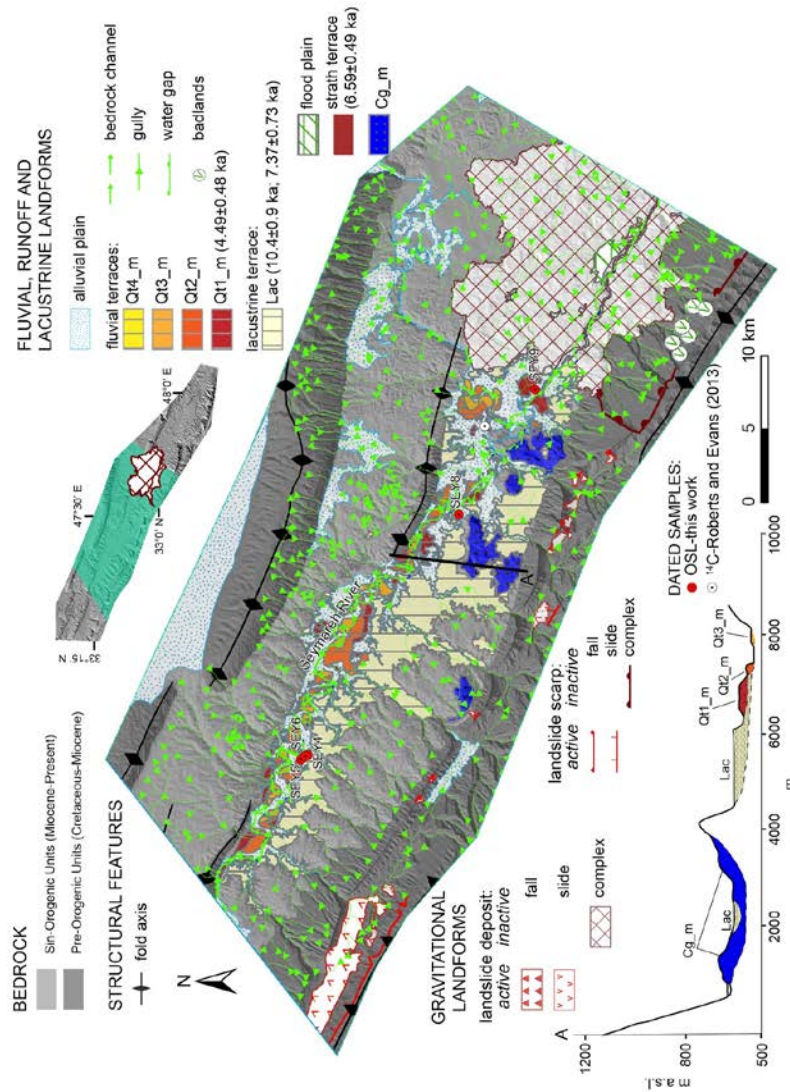 BEDROCK
Sin-Orogenic Units (Miocene-Present)
Pre-Orogenic Units (Cretaceous-Miocene)
STRUCTURAL FEATURES
fold axis
N
33°15' N
47°30' E
33°0' N
48°0' E
FLUVIAL, RUNOFF AND
LACUSTRINE LANDFORMS
alluvial plain
fluvial terraces:
Qt4_m
Qt3_m
Qt2_m
Qt1_m (4.49±0.48 ka)
bedrock channel
gully
water gap
badlands
lacustrine terrace:
Lac (10.4±0.9 ka; 7.37±0.73 ka)
flood plain
strath terrace
(6.59±0.49 ka)
Cg_m
Seymareh River
SEY5
SEY6
SEY4
SEY8
SEY9
A
GRAVITATIONAL
LANDFORMS
landslide deposit:
active
inactive
fall
slide
complex
landslide scarp:
active
inactive
fall
slide
complex
0
5
10 km
DATED SAMPLES:
OSL-this work
14C-Roberts and Evans (2013)
A
1200
800
500
m a.s.l.
Cg_m
Lac
Lac
Qt1_m
Qt2_m
Qt3_m
2000
4000
6000
8000
10000
m